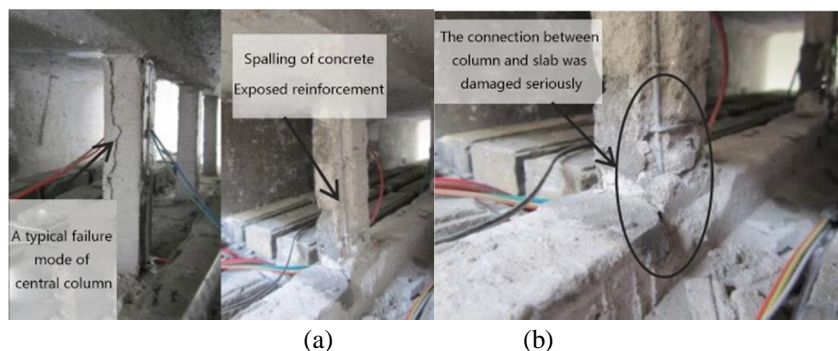 A typical failure
mode of
central column
Spalling of concrete
Exposed reinforcement
The connection between
column and slab was
damaged seriously
(a)
(b)